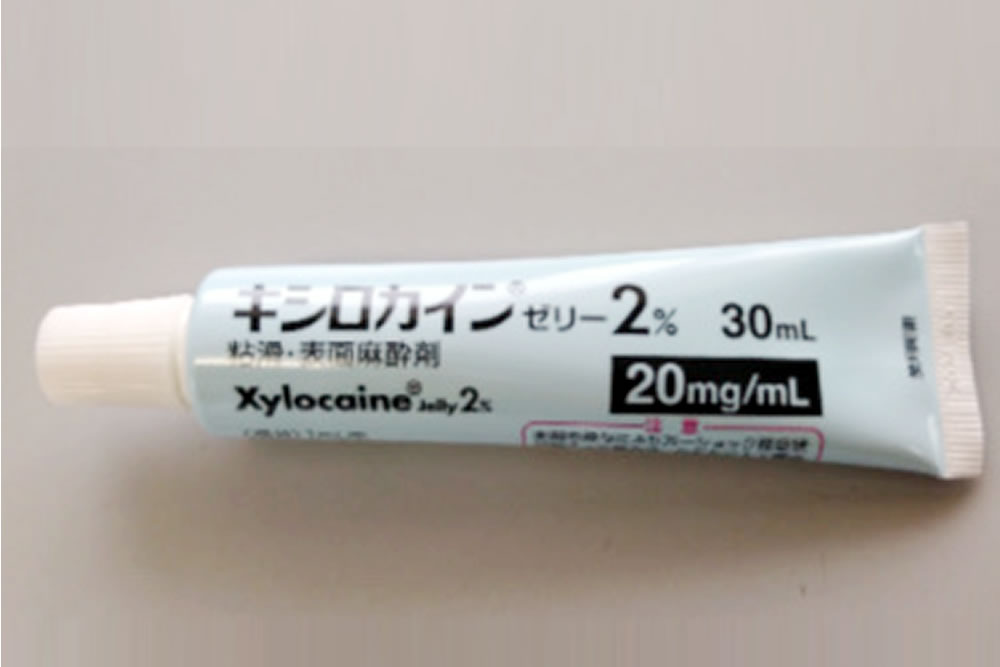 キシロカイン® ゼリー 2% 30mL
粘滑・表面麻酔剤
20mg/mL
Xylocaine® Jelly 2%
注意